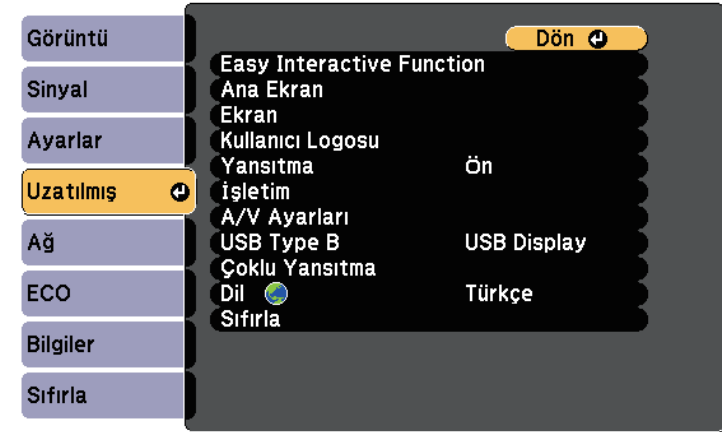 Görüntü
Sinyal
Ayarlar
Uzatılmış
Ağ
ECO
Bilgiler
Sıfırla
Dön
Easy Interactive Function
Ana Ekran
Ekran
Kullanıcı Logosu
Yansıtma Ön
İşletim
A/V Ayarları
USB Type B USB Display
Çoklu Yansıtma
Dil Türkçe
Sıfırla